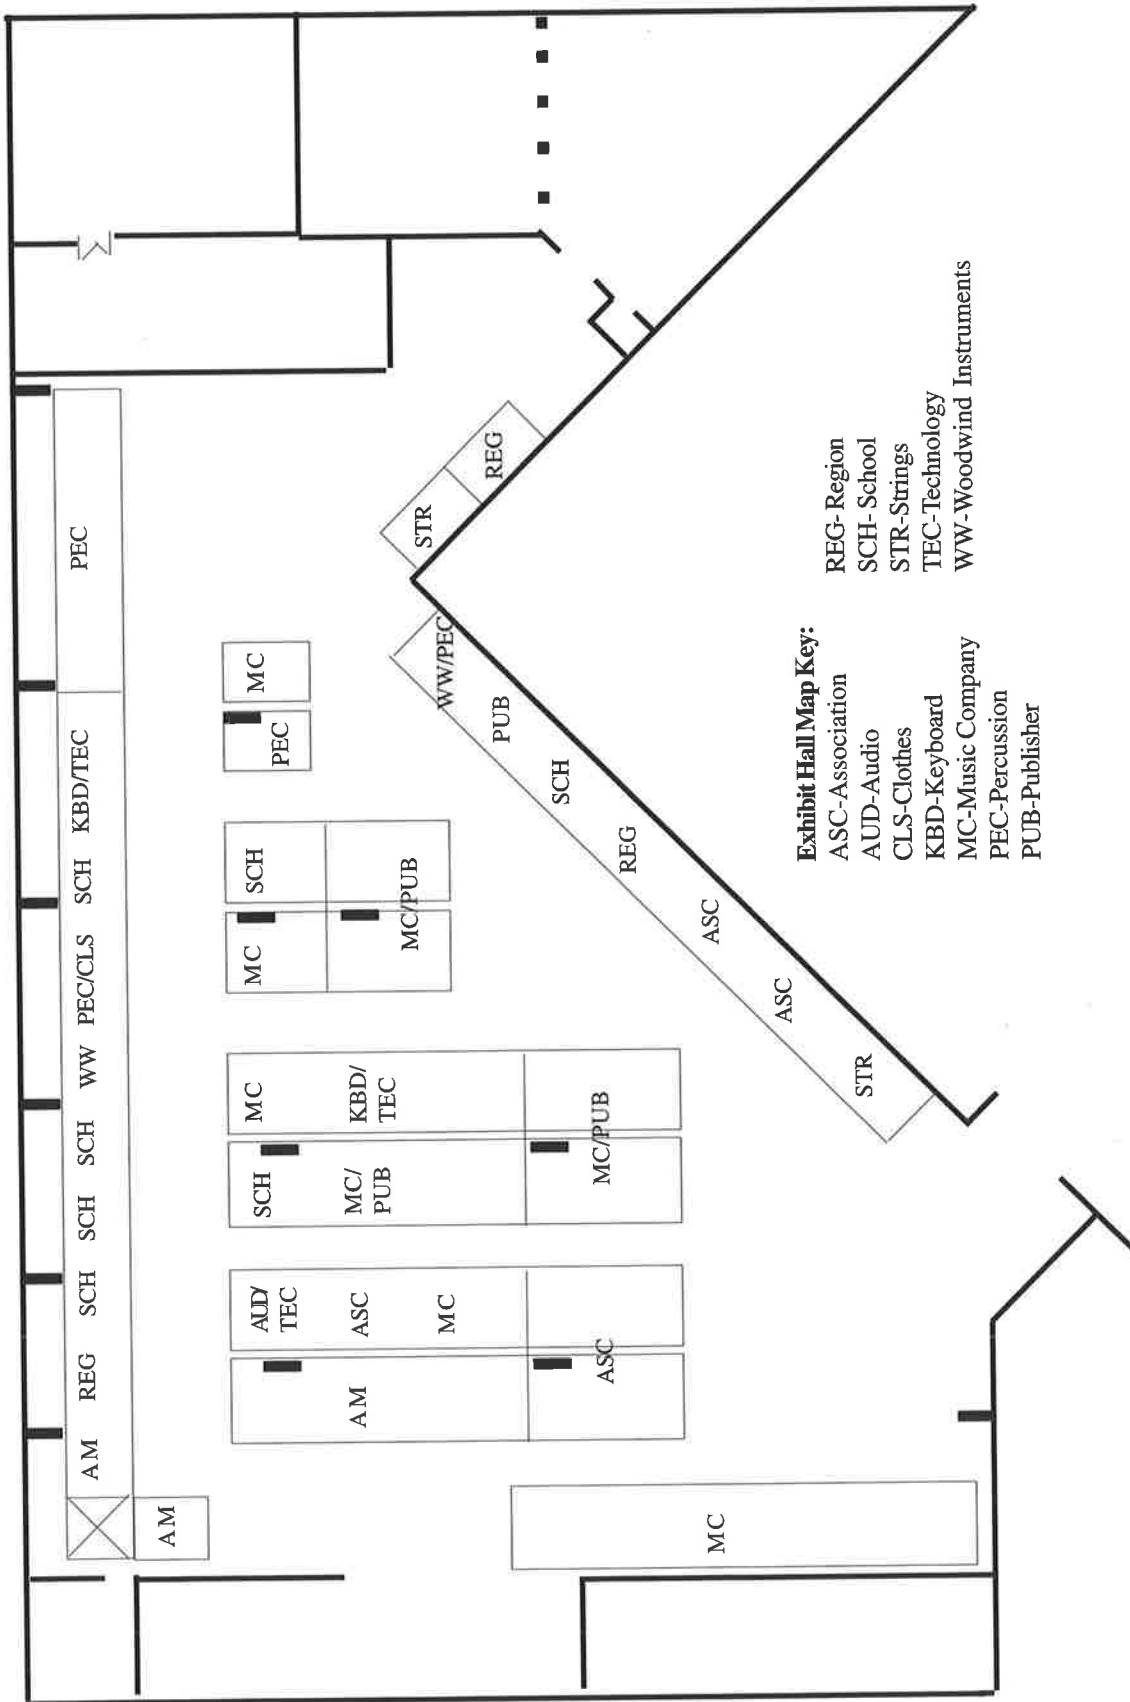 AM REG SCH SCH SCH WW PEC/CLS SCH KBD/TEC PEC
AM
AM
ASC
AUD/
TEC
ASC
MC
SCH
MC/
PUB
MC
KBD/
TEC
MC/PUB
MC
SCH
MC/PUB
PEC
MC
MC
STR
ASC
ASC
REG
SCH
PUB
WW/PEC
STR
REG
Exhibit Hall Map Key:
ASC-Association
AUD-Audio
CLS-Clothes
KBD-Keyboard
MC-Music Company
PEC-Percussion
PUB-Publisher
REG-Region
SCH-School
STR-Strings
TEC-Technology
WW-Woodwind Instruments